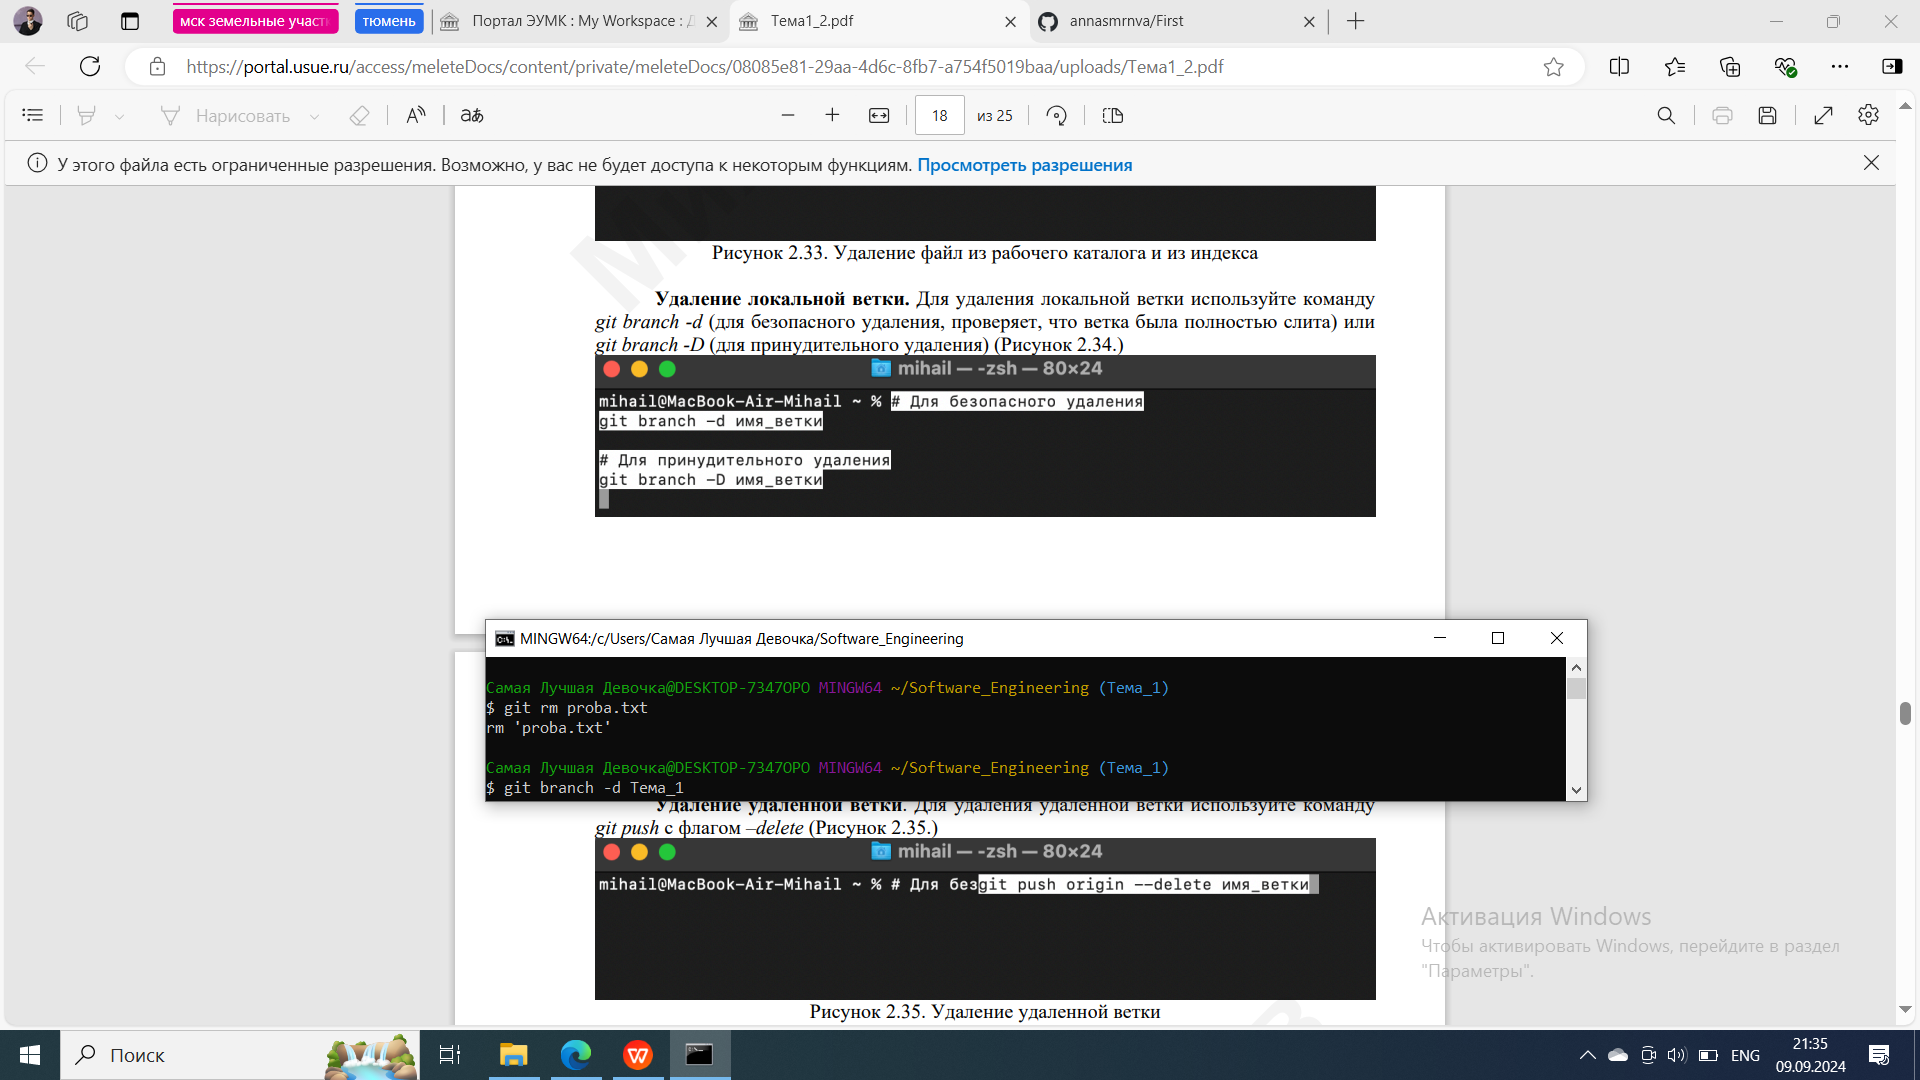 мск земельные участ
тюмень
Портал ЭУМК : My Workspace : Д
Тема1_2.pdf
annasmrnva/First
https://portal.usue.ru/access/meleteDocs/content/private/meleteDocs/08085e81-29aa-4d6c-8fb7-a754f5019baa/uploads/Тема1_2.pdf
Нарисовать
aあ
18 из 25
У этого файла есть ограниченные разрешения. Возможно, у вас не будет доступа к некоторым функциям. Просмотреть разрешения
Рисунок 2.33. Удаление файл из рабочего каталога и из индекса
Удаление локальной ветки. Для удаления локальной ветки используйте команду
git branch -d (для безопасного удаления, проверяет, что ветка была полностью слита) или
git branch -D (для принудительного удаления) (Рисунок 2.34.)
mihail — -zsh — 80×24
mihail@MacBook-Air-Mihail ~ % # Для безопасного удаления
git branch -d имя_ветки
# Для принудительного удаления
git branch -D имя_ветки
MINGW64:/c/Users/Самая Лучшая Девочка/Software_Engineering
Самая Лучшая Девочка@DESKTOP-7347OPO MINGW64 ~/Software_Engineering (Тема_1)
$ git rm proba.txt
rm 'proba.txt'
Самая Лучшая Девочка@DESKTOP-7347OPO MINGW64 ~/Software_Engineering (Тема_1)
$ git branch -d Тема_1
Удаление удаленной ветки. Для удаления удаленной ветки используйте команду
git push с флагом –delete (Рисунок 2.35.)
mihail — -zsh — 80×24
mihail@MacBook-Air-Mihail ~ % # Для безgit push origin --delete имя_ветки
Рисунок 2.35. Удаление удаленной ветки
Активация Windows
Чтобы активировать Windows, перейдите в раздел
"Параметры".
Поиск
ENG
21:35
09.09.2024